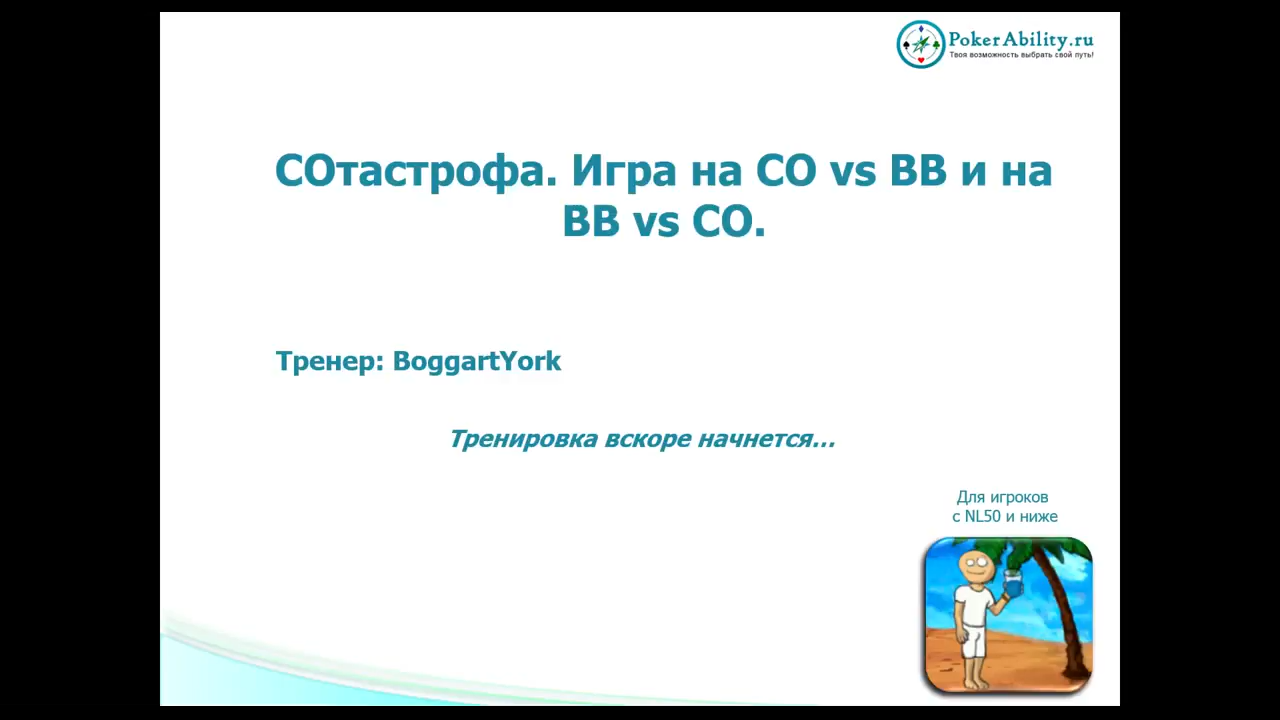 PokerAbility.ru
Твоя возможность выбрать свой путь!
СОтастрофа. Игра на СО vs BB и на
BB vs CO.
Тренер: BoggartYork
Тренировка вскоре начнется...
Для игроков
с NL50 и ниже